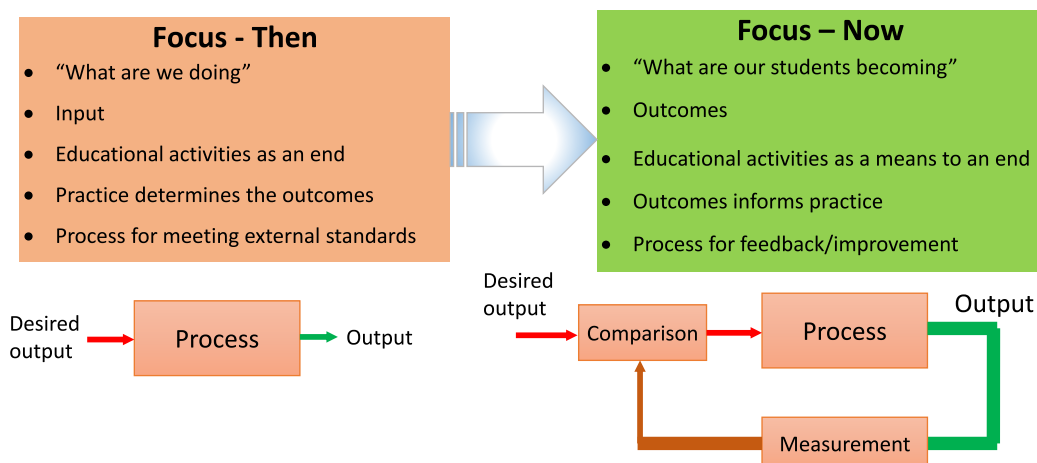 Focus - Then
• “What are we doing”
• Input
• Educational activities as an end
• Practice determines the outcomes
• Process for meeting external standards
Focus – Now
• “What are our students becoming”
• Outcomes
• Educational activities as a means to an end
• Outcomes informs practice
• Process for feedback/improvement
Desired
output
Process
Output
Desired
output
Comparison
Process
Output
Measurement